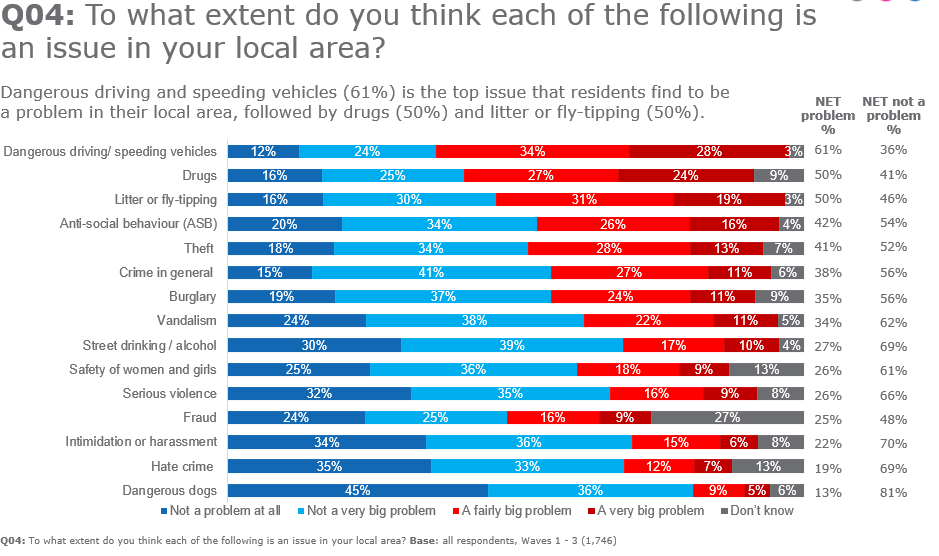 Q04: To what extent do you think each of the following is
an issue in your local area?
Dangerous driving and speeding vehicles (61%) is the top issue that residents find to be
a problem in their local area, followed by drugs (50%) and litter or fly-tipping (50%).
NET problem % NET not a problem %
Dangerous driving/ speeding vehicles 12% 24% 34% 28% 3% 61% 36%
Drugs 16% 25% 27% 24% 9% 50% 41%
Litter or fly-tipping 16% 30% 31% 19% 3% 50% 46%
Anti-social behaviour (ASB) 20% 34% 26% 16% 4% 42% 54%
Theft 18% 34% 28% 13% 7% 41% 52%
Crime in general 15% 41% 27% 11% 6% 38% 56%
Burglary 19% 37% 24% 11% 9% 35% 56%
Vandalism 24% 38% 22% 11% 5% 34% 62%
Street drinking / alcohol 30% 39% 17% 10% 4% 27% 69%
Safety of women and girls 25% 36% 18% 9% 13% 26% 61%
Serious violence 32% 35% 16% 9% 8% 26% 66%
Fraud 24% 25% 16% 9% 27% 25% 48%
Intimidation or harassment 34% 36% 15% 6% 8% 22% 70%
Hate crime 35% 33% 12% 7% 13% 19% 69%
Dangerous dogs 45% 36% 9% 5% 6% 13% 81%
Not a problem at all Not a very big problem A fairly big problem A very big problem Don't know
Q04: To what extent do you think each of the following is an issue in your local area? Base: all respondents, Waves 1 - 3 (1,746)